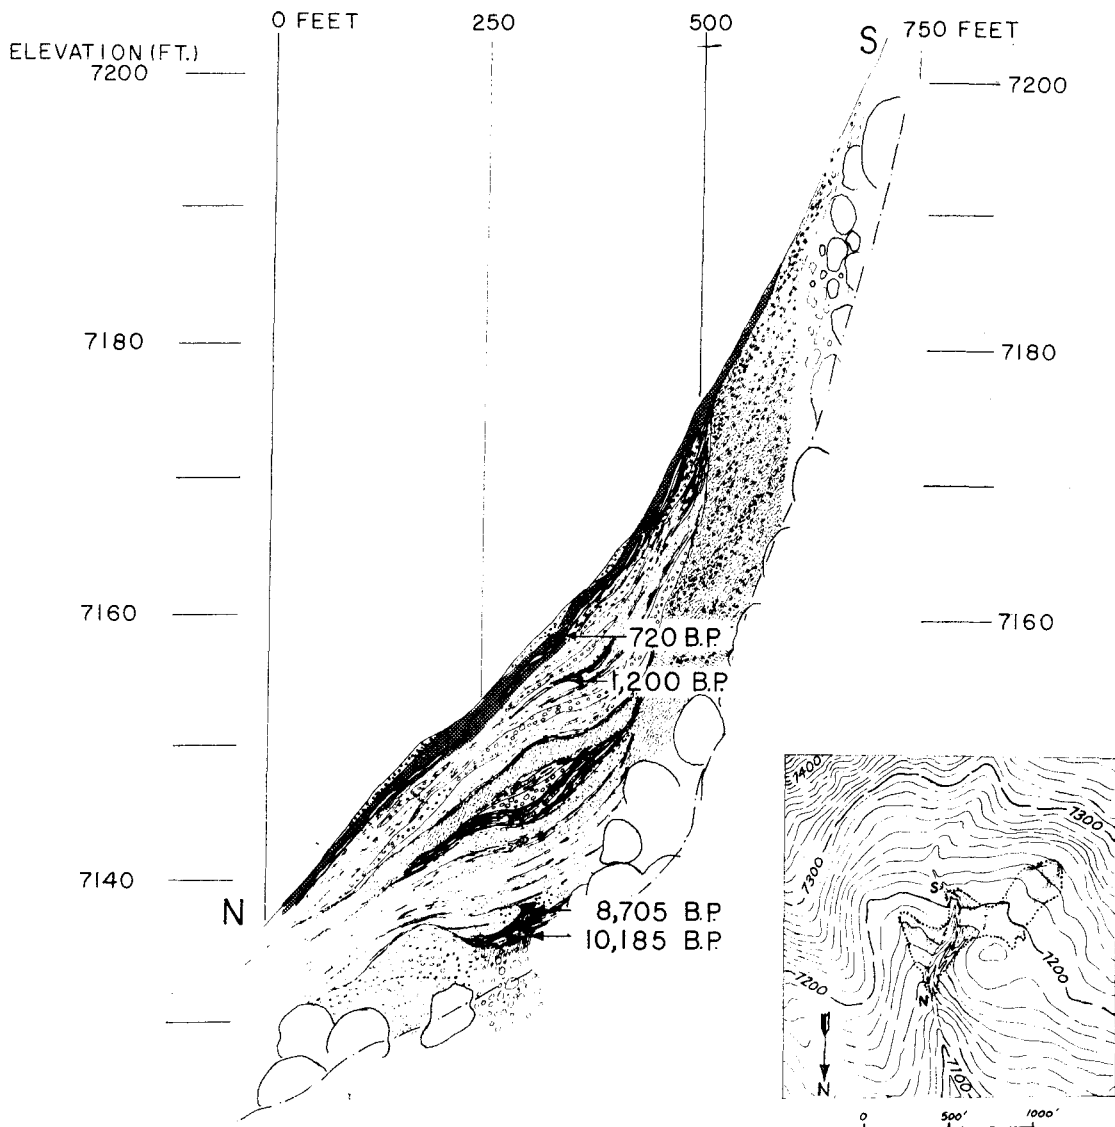 0 FEET 250 500 S 750 FEET
ELEVATION (FT.)
7200 7200
7180 7180
7160 7160
720 B.P.
1,200 B.P.
7140
N
8,705 B.P.
10,185 B.P.
7400
7300
7300
S'
7200
7200
N'
7100
N
0 500' 1000'